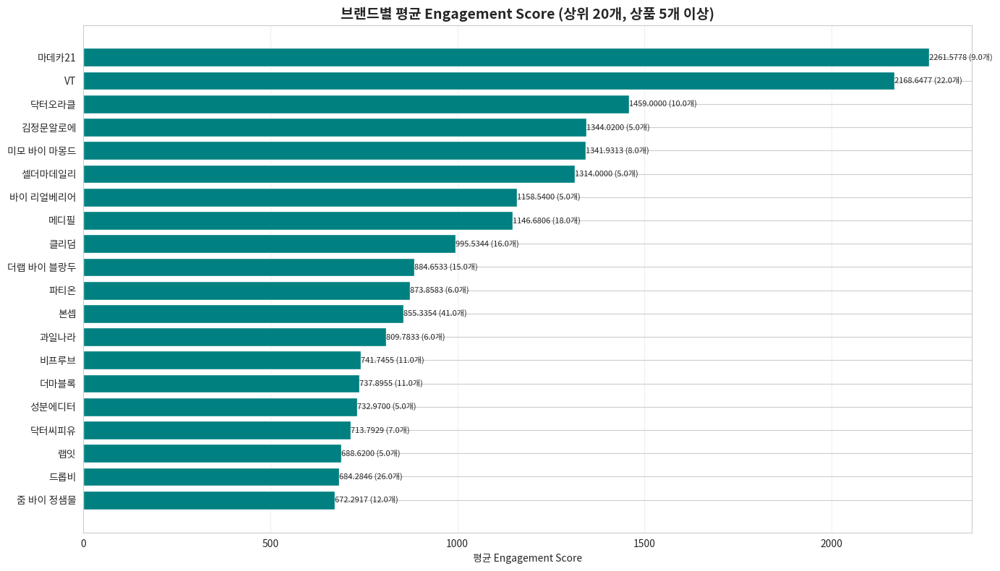 브랜드별 평균 Engagement Score (상위 20개, 상품 5개 이상)
마데카21 2261.5778 (9.0개)
VT 2168.6477 (22.0개)
닥터오라클 1459.0000 (10.0개)
김정문알로에 1344.0200 (5.0개)
미모 바이 마몽드 1341.9313 (8.0개)
셀더마데일리 1314.0000 (5.0개)
바이 리얼베리어 1158.5400 (5.0개)
메디필 1146.6806 (18.0개)
클리덤 995.5344 (16.0개)
더랩 바이 블랑두 884.6533 (15.0개)
파티온 873.8583 (6.0개)
본셉 855.3354 (41.0개)
과일나라 809.7833 (6.0개)
비프루브 741.7455 (11.0개)
더마블록 737.8955 (11.0개)
성분에디터 732.9700 (5.0개)
닥터씨피유 713.7929 (7.0개)
랩잇 688.6200 (5.0개)
드롭비 684.2846 (26.0개)
줌 바이 정샘물 672.2917 (12.0개)
0 500 1000 1500 2000
평균 Engagement Score